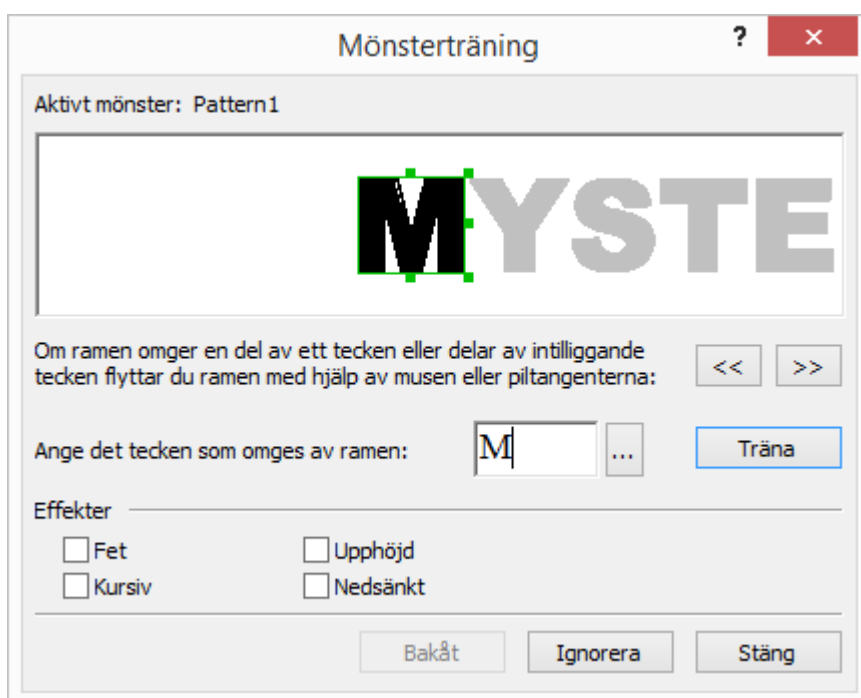 Mönsterträning ? ×
Aktivt mönster: Pattern1
MYSTE
Om ramen omger en del av ett tecken eller delar av intilliggande
tecken flyttar du ramen med hjälp av musen eller piltangenterna:
<< >>
Ange det tecken som omges av ramen: M ... Träna
Effekter
Fet Upphöjd
Kursiv Nedsänkt
Bakåt Ignorera Stäng